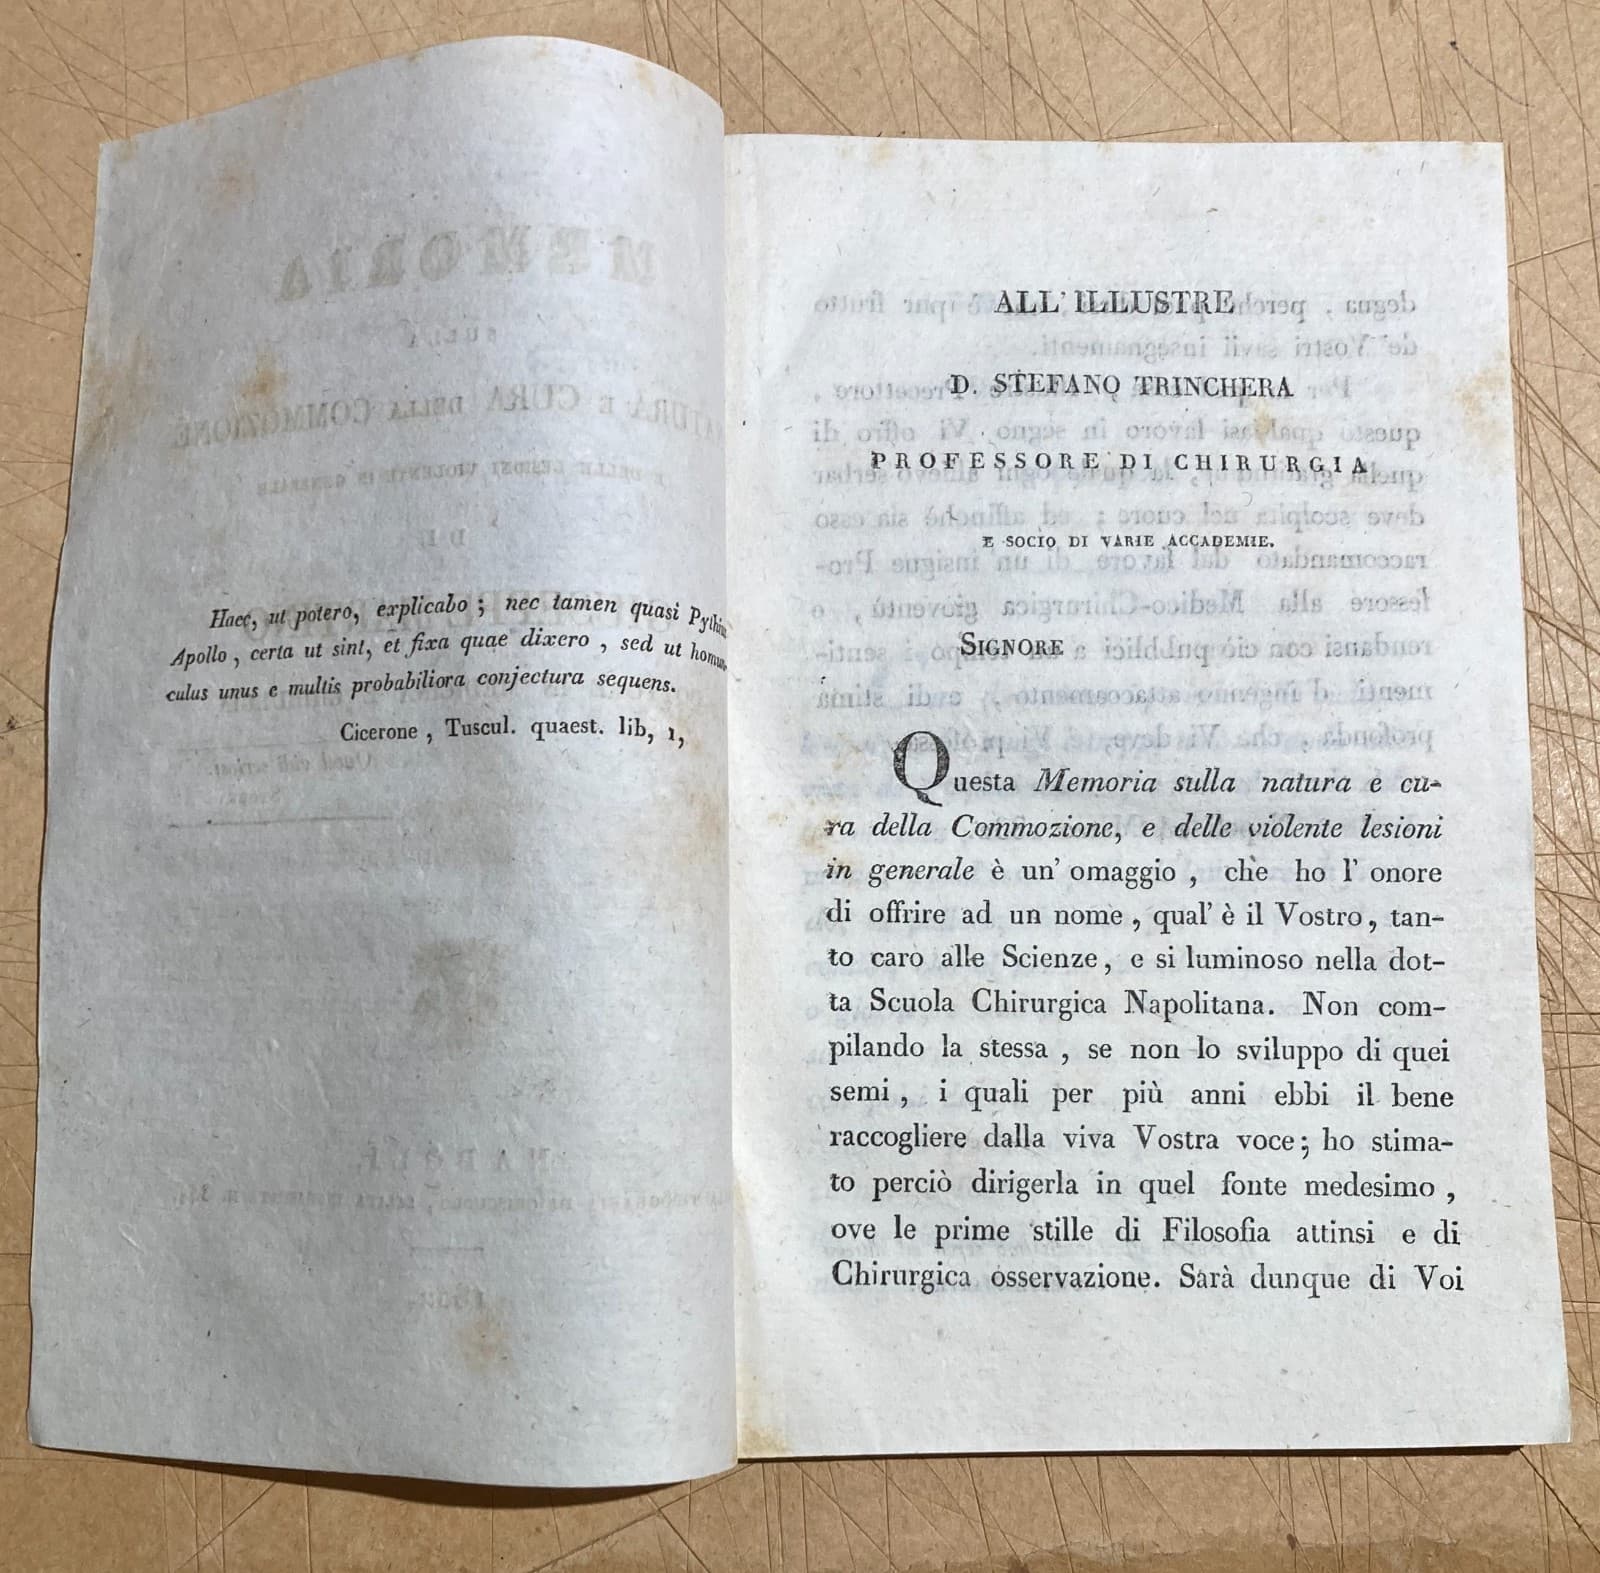 Haec, ut potero, explicabo ; nec tamen quasi
Apollo , certa ut sint, et fixa quae dixero , sed ut homun-
culus unus e multis probabiliora conjectura sequens.
Cicerone , Tuscul. quaest. lib, 1,
ALL' ILLUSTRE
D. STEFANO TRINCHERA
PROFESSORE DI CHIRURGIA
E SOCIO DI VARIE ACCADEMIE.
SIGNORE
Questa Memoria sulla natura e cu-
ra della Commozione, e delle violente lesioni
in generale è un' omaggio , che ho l' onore
di offrire ad un nome , qual' è il Vostro, tan-
to caro alle Scienze, e si luminoso nella dot-
ta Scuola Chirurgica Napolitana. Non com-
pilando la stessa , se non lo sviluppo di quei
semi , i quali per più anni ebbi il bene
raccogliere dalla viva Vostra voce; ho stima-
to perciò dirigerla in quel fonte medesimo ,
ove le prime stille di Filosofia attinsi e di
Chirurgica osservazione. Sarà dunque di Voi